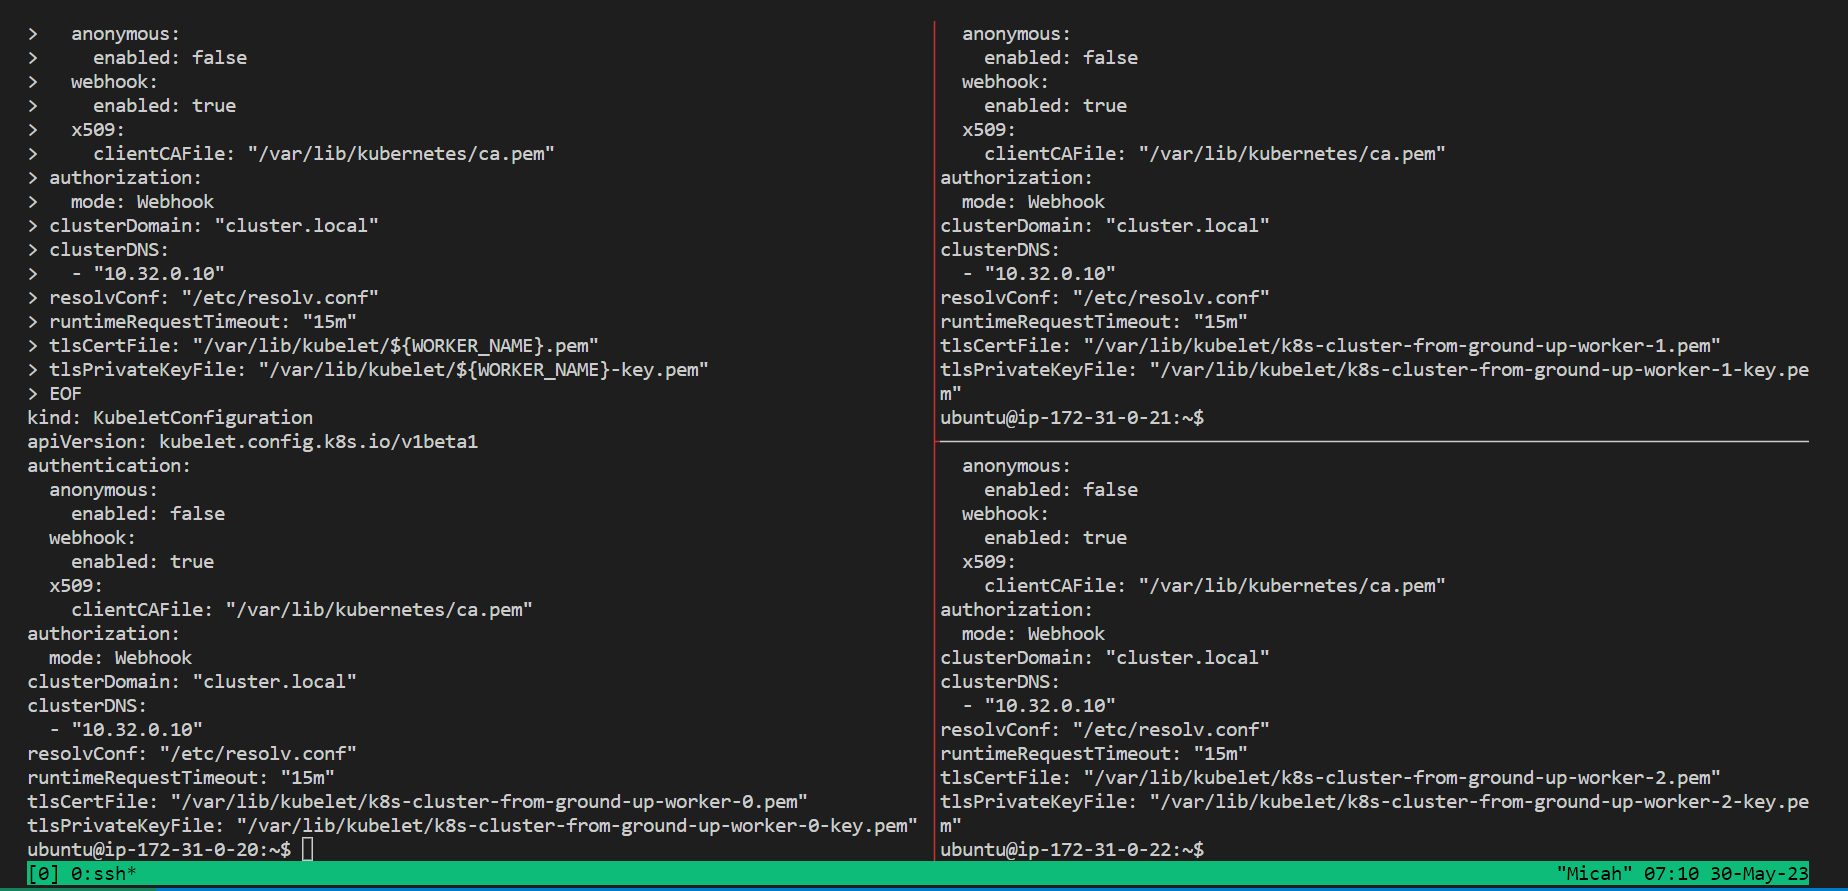 >   anonymous:
>     enabled: false
>   webhook:
>     enabled: true
>   x509:
>     clientCAFile: "/var/lib/kubernetes/ca.pem"
> authorization:
>   mode: Webhook
> clusterDomain: "cluster.local"
> clusterDNS:
>   - "10.32.0.10"
> resolvConf: "/etc/resolv.conf"
> runtimeRequestTimeout: "15m"
> tlsCertFile: "/var/lib/kubelet/${WORKER_NAME}.pem"
> tlsPrivateKeyFile: "/var/lib/kubelet/${WORKER_NAME}-key.pem"
> EOF
kind: KubeletConfiguration
apiVersion: kubelet.config.k8s.io/v1beta1
authentication:
  anonymous:
    enabled: false
  webhook:
    enabled: true
  x509:
    clientCAFile: "/var/lib/kubernetes/ca.pem"
authorization:
  mode: Webhook
clusterDomain: "cluster.local"
clusterDNS:
  - "10.32.0.10"
resolvConf: "/etc/resolv.conf"
runtimeRequestTimeout: "15m"
tlsCertFile: "/var/lib/kubelet/k8s-cluster-from-ground-up-worker-0.pem"
tlsPrivateKeyFile: "/var/lib/kubelet/k8s-cluster-from-ground-up-worker-0-key.pem"
ubuntu@ip-172-31-0-20:~$
  anonymous:
    enabled: false
  webhook:
    enabled: true
  x509:
    clientCAFile: "/var/lib/kubernetes/ca.pem"
authorization:
  mode: Webhook
clusterDomain: "cluster.local"
clusterDNS:
  - "10.32.0.10"
resolvConf: "/etc/resolv.conf"
runtimeRequestTimeout: "15m"
tlsCertFile: "/var/lib/kubelet/k8s-cluster-from-ground-up-worker-1.pem"
tlsPrivateKeyFile: "/var/lib/kubelet/k8s-cluster-from-ground-up-worker-1-key.pe
m"
ubuntu@ip-172-31-0-21:~$
  anonymous:
    enabled: false
  webhook:
    enabled: true
  x509:
    clientCAFile: "/var/lib/kubernetes/ca.pem"
authorization:
  mode: Webhook
clusterDomain: "cluster.local"
clusterDNS:
  - "10.32.0.10"
resolvConf: "/etc/resolv.conf"
runtimeRequestTimeout: "15m"
tlsCertFile: "/var/lib/kubelet/k8s-cluster-from-ground-up-worker-2.pem"
tlsPrivateKeyFile: "/var/lib/kubelet/k8s-cluster-from-ground-up-worker-2-key.pe
m"
ubuntu@ip-172-31-0-22:~$
[0] 0:ssh* "Micah" 07:10 30-May-23